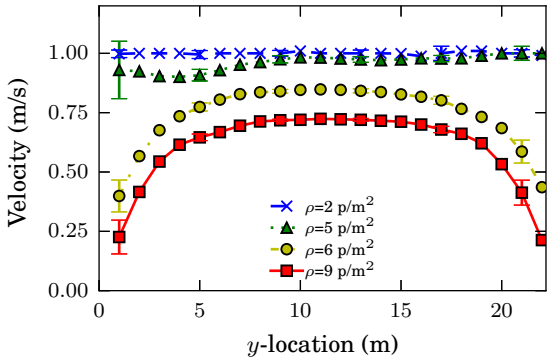 1.00
0.75
0.50
0.25
0.00
Velocity (m/s)
ρ=2 p/m²
ρ=5 p/m²
ρ=6 p/m²
ρ=9 p/m²
0 5 10 15 20
y-location (m)